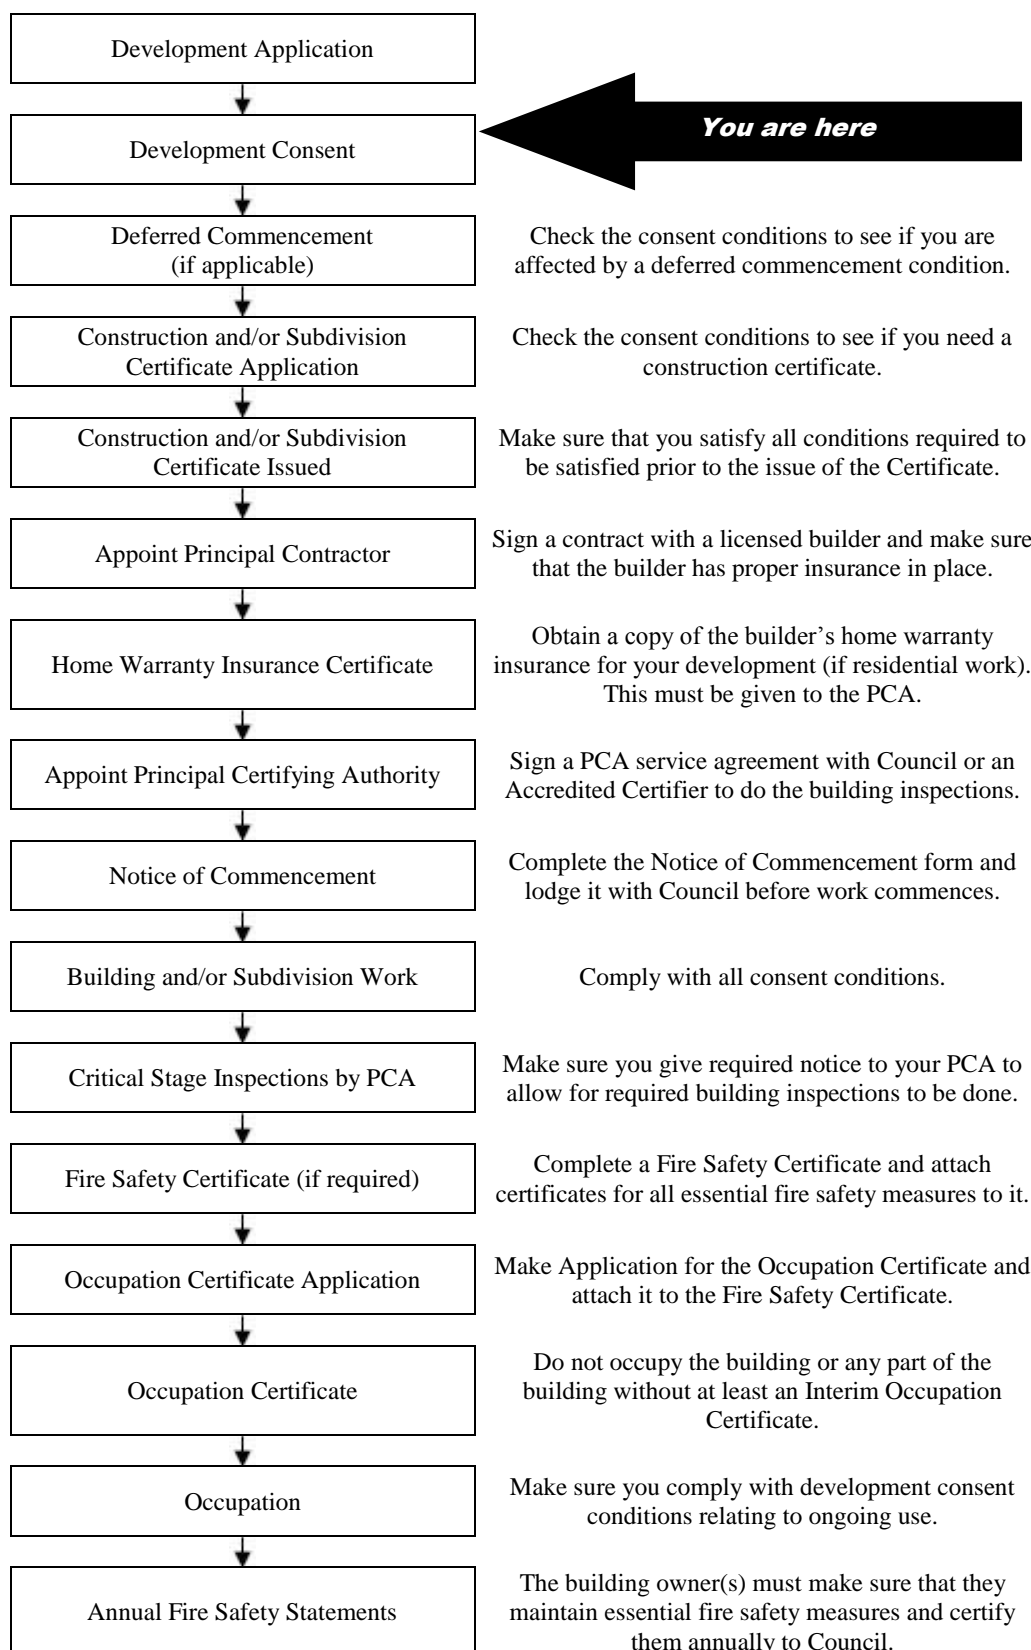 Development Application
Development Consent
You are here
Deferred Commencement
(if applicable)
Check the consent conditions to see if you are
affected by a deferred commencement condition.
Construction and/or Subdivision
Certificate Application
Check the consent conditions to see if you need a
construction certificate.
Construction and/or Subdivision
Certificate Issued
Make sure that you satisfy all conditions required to
be satisfied prior to the issue of the Certificate.
Appoint Principal Contractor
Sign a contract with a licensed builder and make sure
that the builder has proper insurance in place.
Home Warranty Insurance Certificate
Obtain a copy of the builder’s home warranty
insurance for your development (if residential work).
This must be given to the PCA.
Appoint Principal Certifying Authority
Sign a PCA service agreement with Council or an
Accredited Certifier to do the building inspections.
Notice of Commencement
Complete the Notice of Commencement form and
lodge it with Council before work commences.
Building and/or Subdivision Work
Comply with all consent conditions.
Critical Stage Inspections by PCA
Make sure you give required notice to your PCA to
allow for required building inspections to be done.
Fire Safety Certificate (if required)
Complete a Fire Safety Certificate and attach
certificates for all essential fire safety measures to it.
Occupation Certificate Application
Make Application for the Occupation Certificate and
attach it to the Fire Safety Certificate.
Occupation Certificate
Do not occupy the building or any part of the
building without at least an Interim Occupation
Certificate.
Occupation
Make sure you comply with development consent
conditions relating to ongoing use.
Annual Fire Safety Statements
The building owner(s) must make sure that they
maintain essential fire safety measures and certify
them annually to Council.